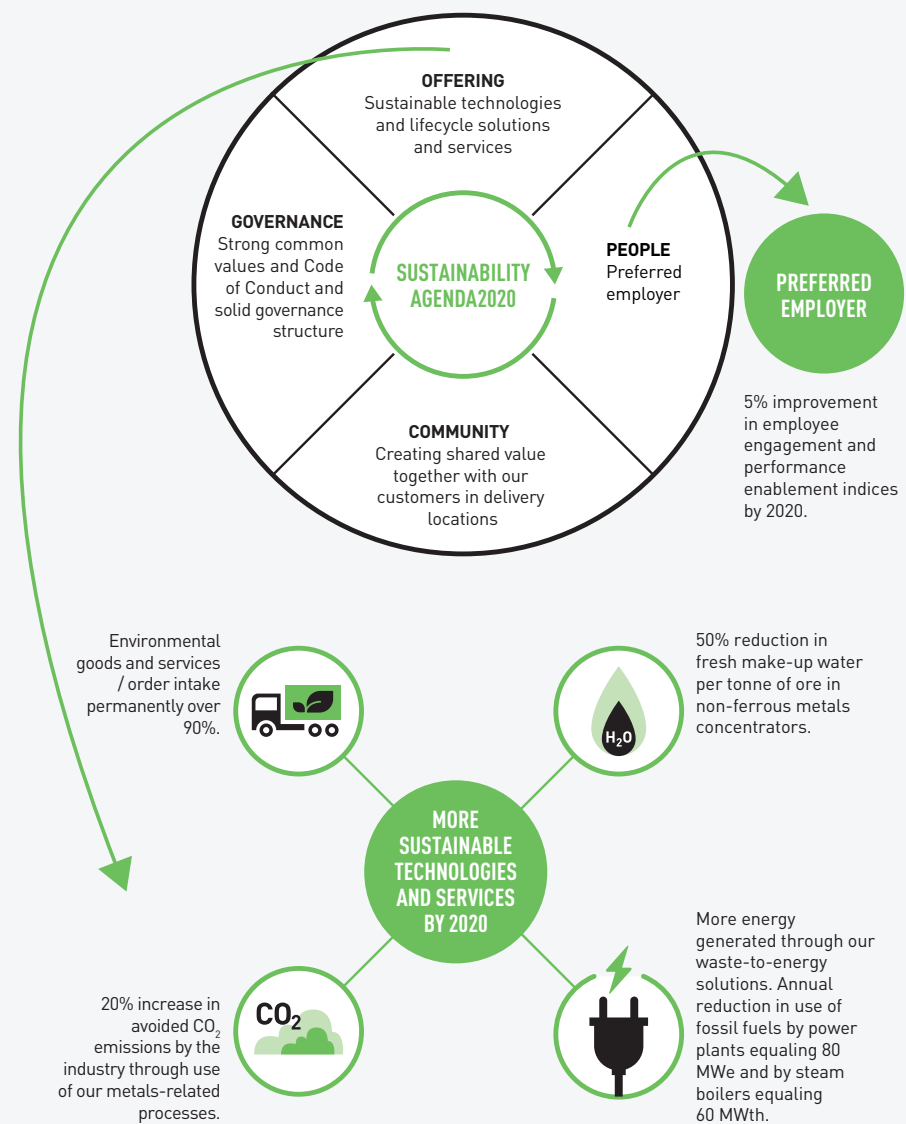 OFFERING
Sustainable technologies
and lifecycle solutions
and services
GOVERNANCE
Strong common
values and Code
of Conduct and
solid governance
structure
SUSTAINABILITY
AGENDA2020
PEOPLE
Preferred
employer
PREFERRED
EMPLOYER
5% improvement
in employee
engagement and
performance
enablement indices
by 2020.
COMMUNITY
Creating shared value
together with our
customers in delivery
locations
Environmental
goods and services
/ order intake
permanently over
90%.
H₂O
50% reduction in
fresh make-up water
per tonne of ore in
non-ferrous metals
concentrators.
MORE
SUSTAINABLE
TECHNOLOGIES
AND SERVICES
BY 2020
20% increase in
avoided CO₂
emissions by the
industry through use
of our metals-related
processes.
CO₂
More energy
generated through our
waste-to-energy
solutions. Annual
reduction in use of
fossil fuels by power
plants equaling 80
MWe and by steam
boilers equaling
60 MWth.